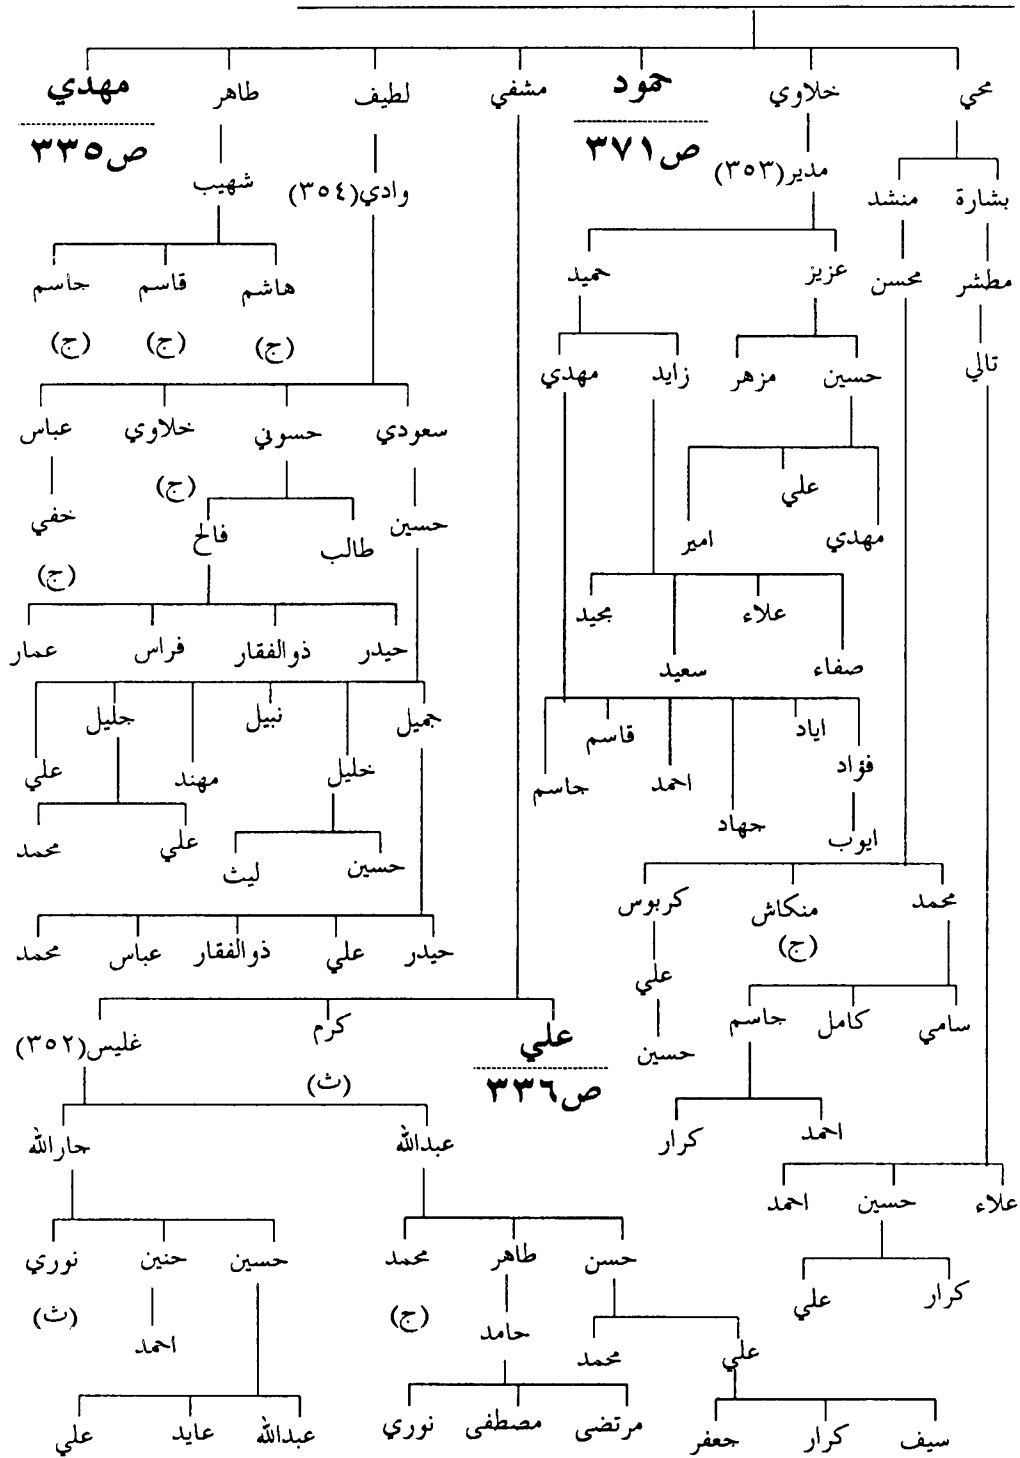 محي خلاوي حمود مشفي لطيف طاهر مهدي
ص٣٧١ ص٣٣٥
مدير(٣٥٣) شهيب
بشارة منشد وادي(٣٥٤)
مطشر محسن عزيز حميد هاشم قاسم جاسم
(ج) (ج) (ج)
تالي حسين مزهر زايد مهدي
سعودي حسوني خلاوي عباس
علي (ج)
مهدي امير حسين طالب فالح خفي
(ج)
علاء مجيد
صفاء سعيد حيدر ذوالفقار فراس عمار
اياد قاسم جميل نبيل جليل
فؤاد احمد جاسم خليل مهند علي
ايوب جهاد علي محمد
حسين ليث
محمد منكاش كربوس
(ج) حيدر علي ذوالفقار عباس محمد
علي
سامي كامل جاسم حسين علي كرم غليس(٣٥٢)
ص٣٣٦ (ث)
احمد كرار عبدالله جارالله
علاء حسين احمد
حسن طاهر محمد حسين حنين نوري
كرار علي (ج) (ث)
علي محمد حامد احمد
سيف كرار جعفر مرتضى مصطفى نوري عبدالله عايد علي